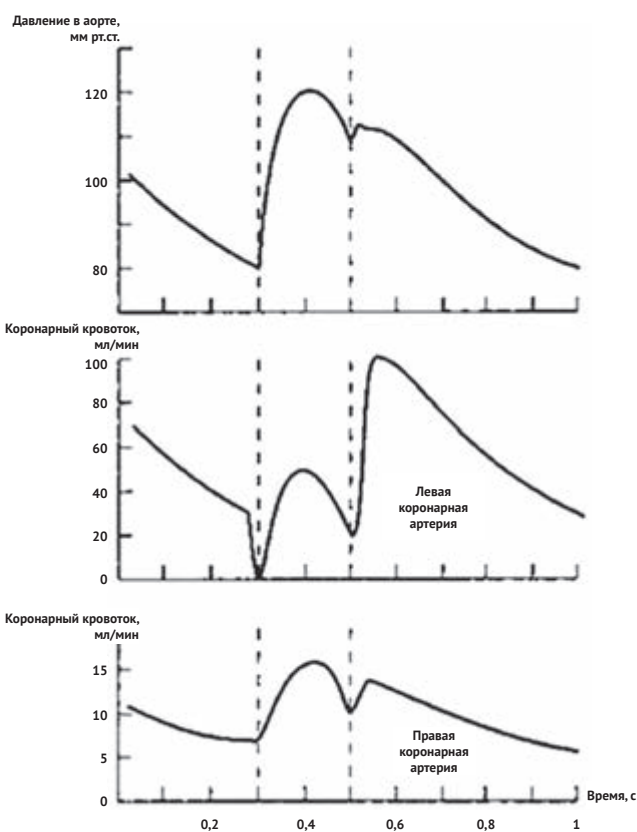 Давление в аорте,
мм рт.ст.
120
100
80
Коронарный кровоток,
мл/мин
100
80
60
40
20
0
Левая
коронарная
артерия
Коронарный кровоток,
мл/мин
15
10
5
0
Правая
коронарная
артерия
Время, с
0,2 0,4 0,6 0,8 1